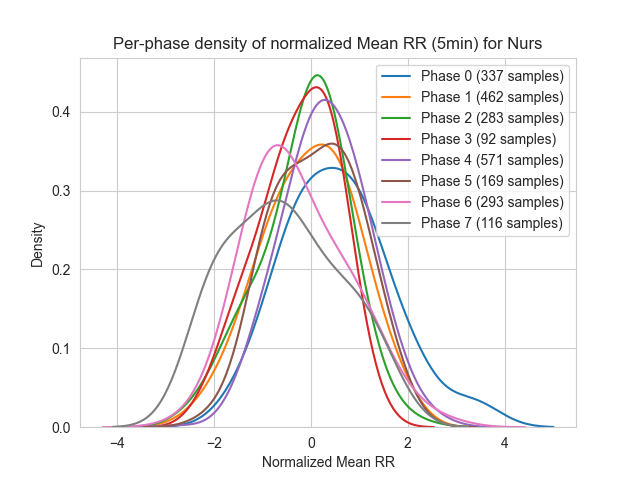 Per-phase density of normalized Mean RR (5min) for Nurs
Phase 0 (337 samples)
Phase 1 (462 samples)
Phase 2 (283 samples)
Phase 3 (92 samples)
Phase 4 (571 samples)
Phase 5 (169 samples)
Phase 6 (293 samples)
Phase 7 (116 samples)
Density
0.4
0.3
0.2
0.1
0.0
−4 −2 0 2 4
Normalized Mean RR